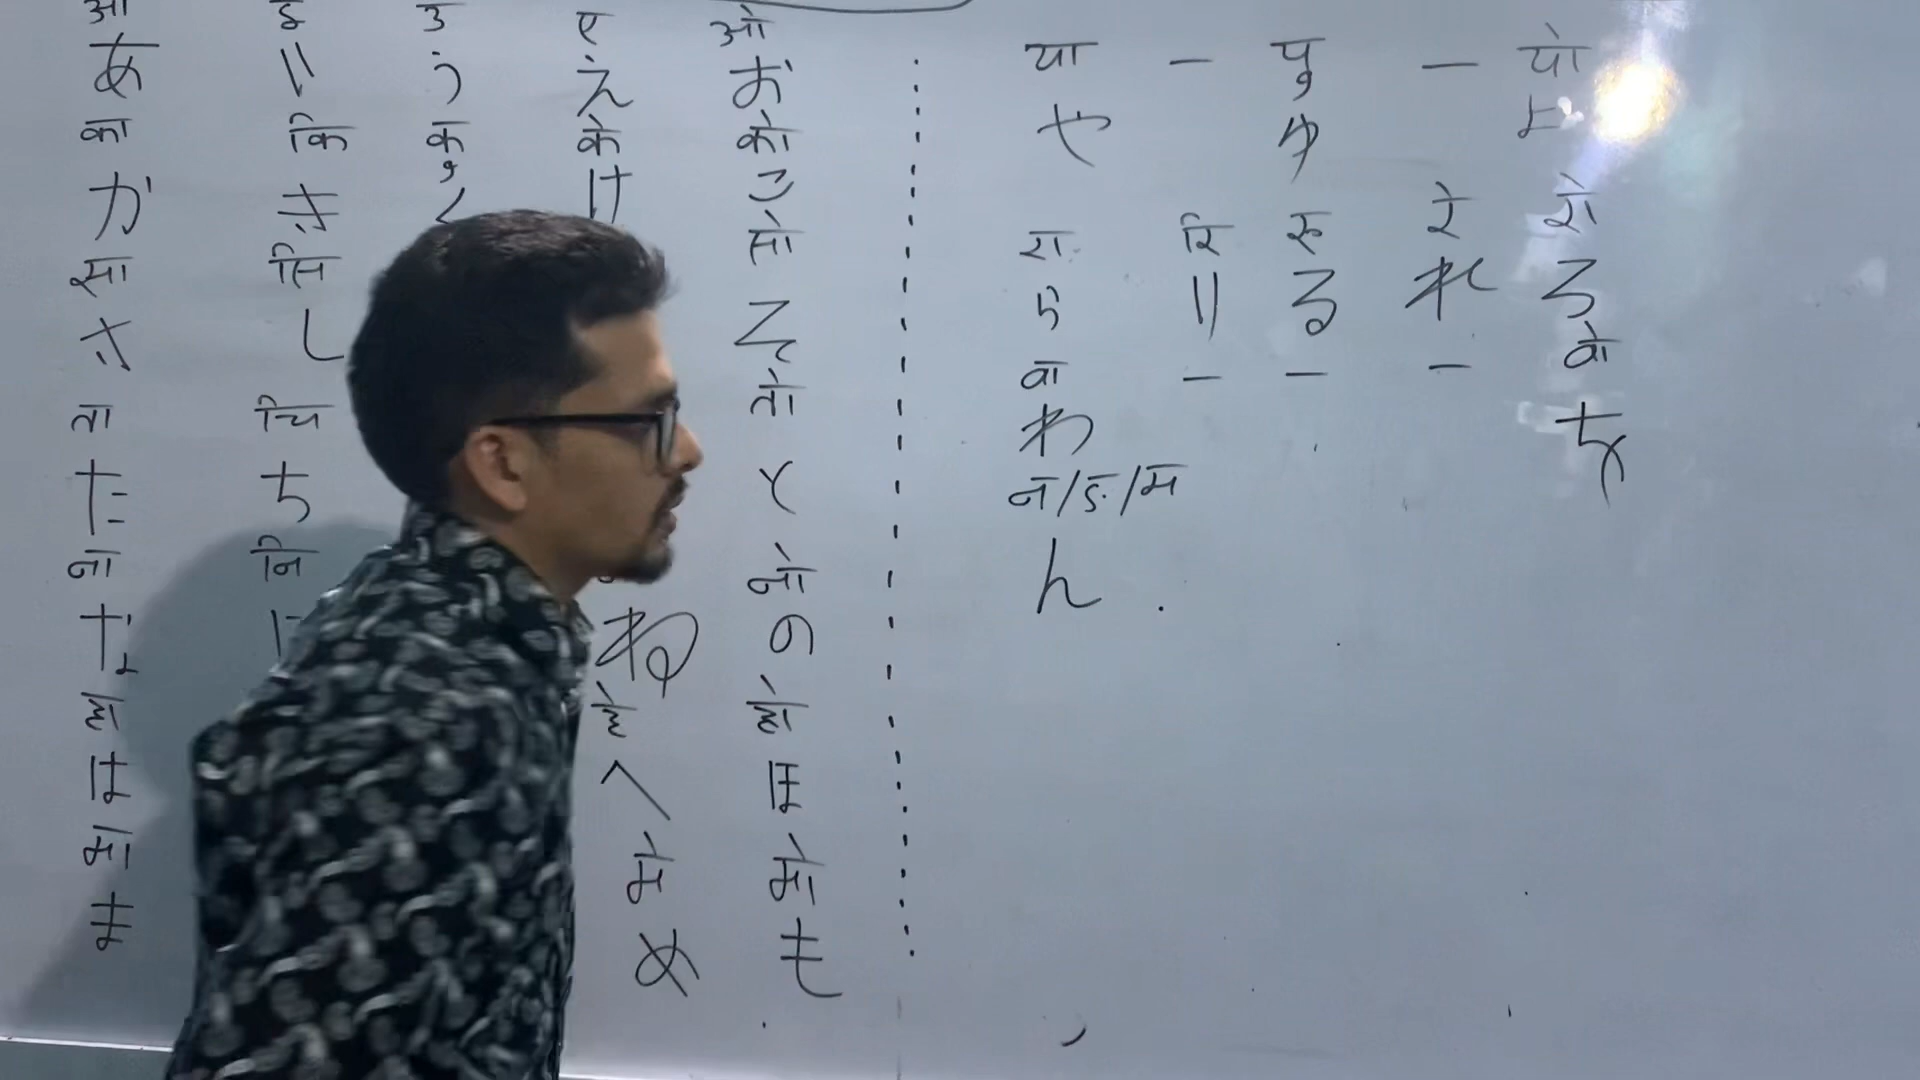 आ इ उ ए ओ
あ い う え お
का कि कु के को
か き く け こ
सा सि सो
さ し そ
ता चि तो
た ち と
ना नि नो
な ね の
हा हे हो
は へ ほ
मा मे मो
ま め も
या - यु - यो
や ゆ よ
रा रि रु रे रो
ら り る れ ろ
वा - - - वो
わ を
न/ङ/म
ん